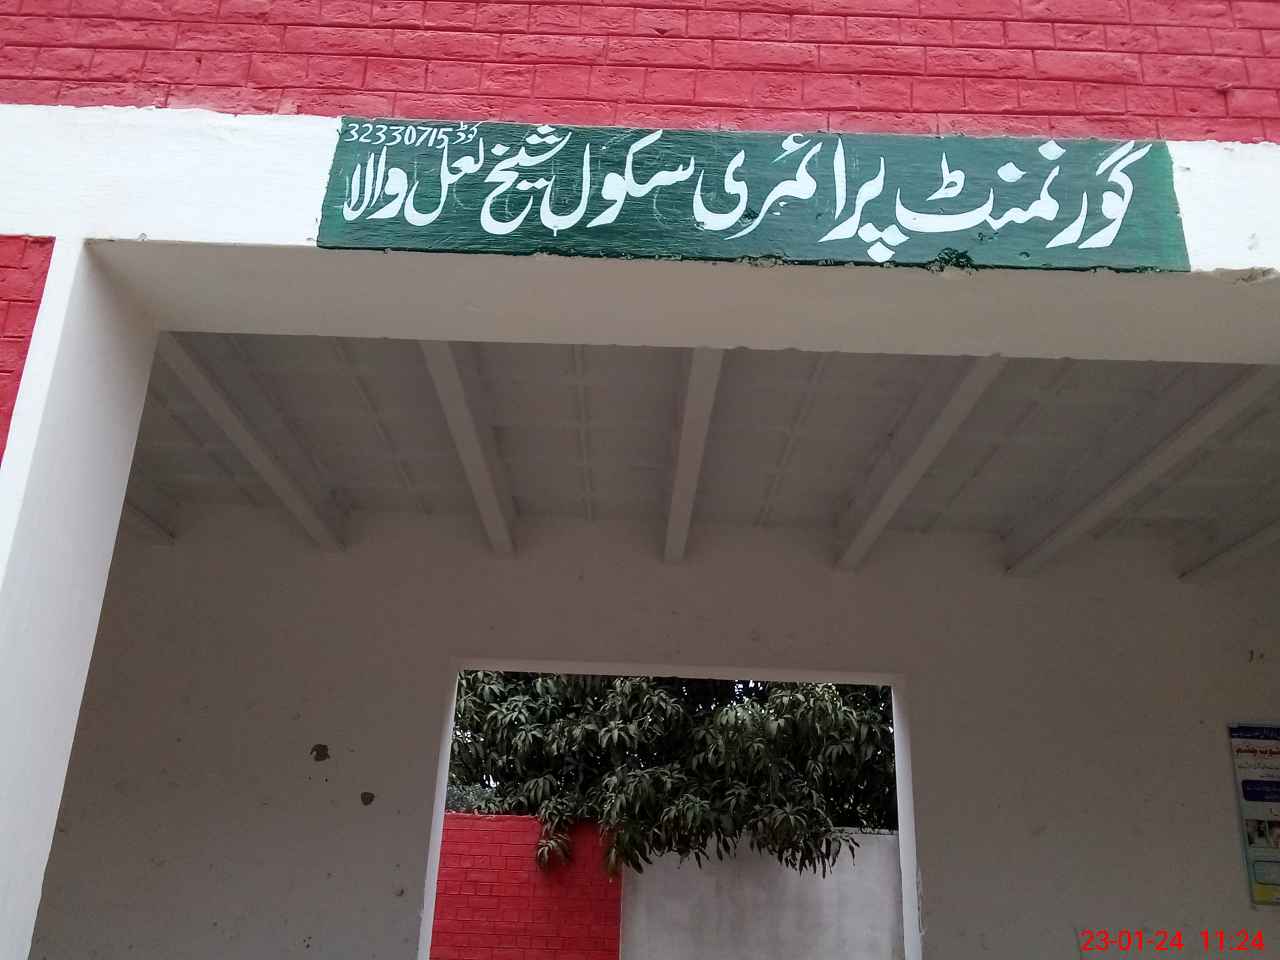 گورنمنٹ پرائمری سکول شیخ لعل والا
کوڈ 32330715
23-01-24 11:24